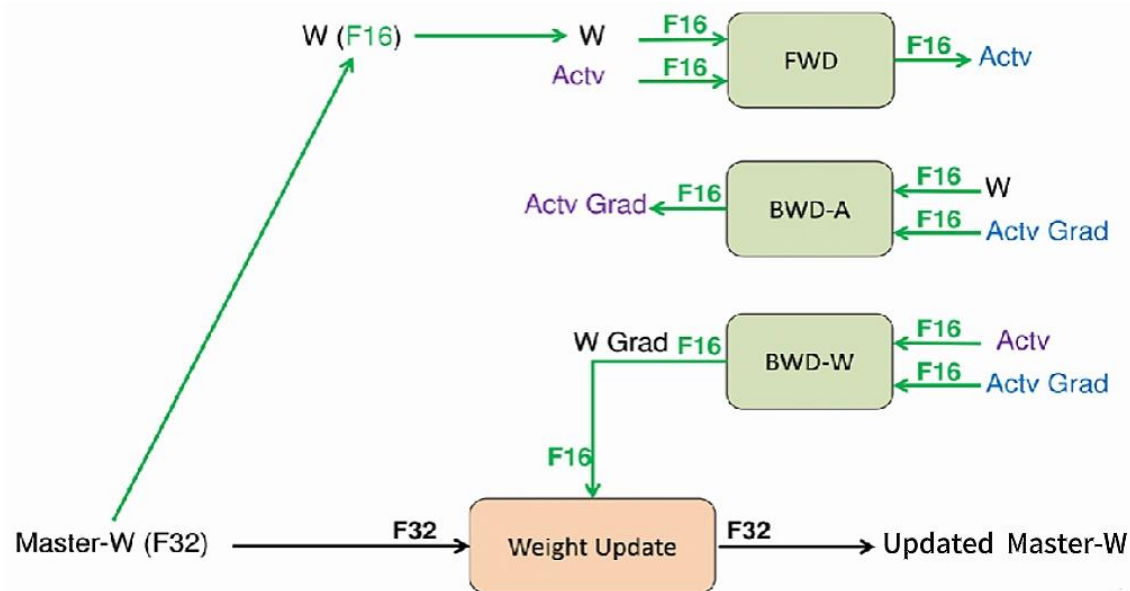 W (F16)
W
F16
F16
Actv
F16
FWD
Actv
F16
W
Actv Grad
F16
BWD-A
F16
Actv Grad
W Grad
F16
BWD-W
F16
Actv
F16
Actv Grad
F16
Master-W (F32)
F32
Weight Update
F32
Updated Master-W